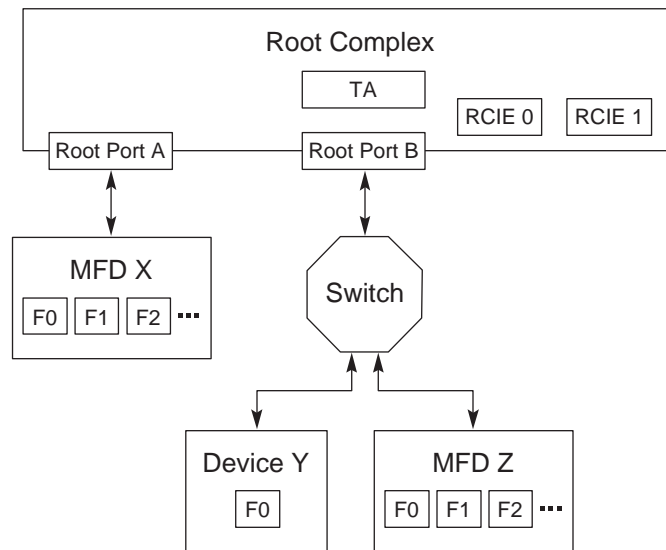 Root Complex
TA
RCIE 0
RCIE 1
Root Port A
Root Port B
MFD X
F0
F1
F2
Switch
Device Y
F0
MFD Z
F0
F1
F2